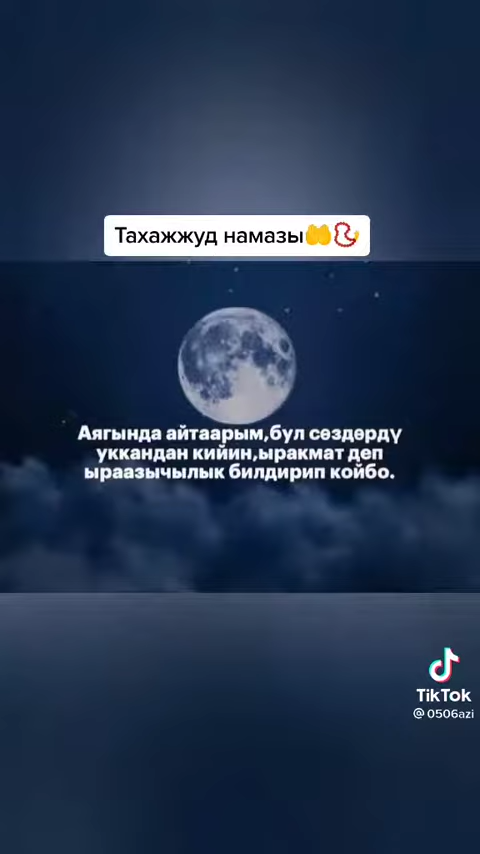 Тахажжуд намазы🤲📿
Аягында айтаарым,бул сөздөрдү
уккандан кийин,ыракмат деп
ыраазычылык билдирип койбо.
TikTok
@0506azi